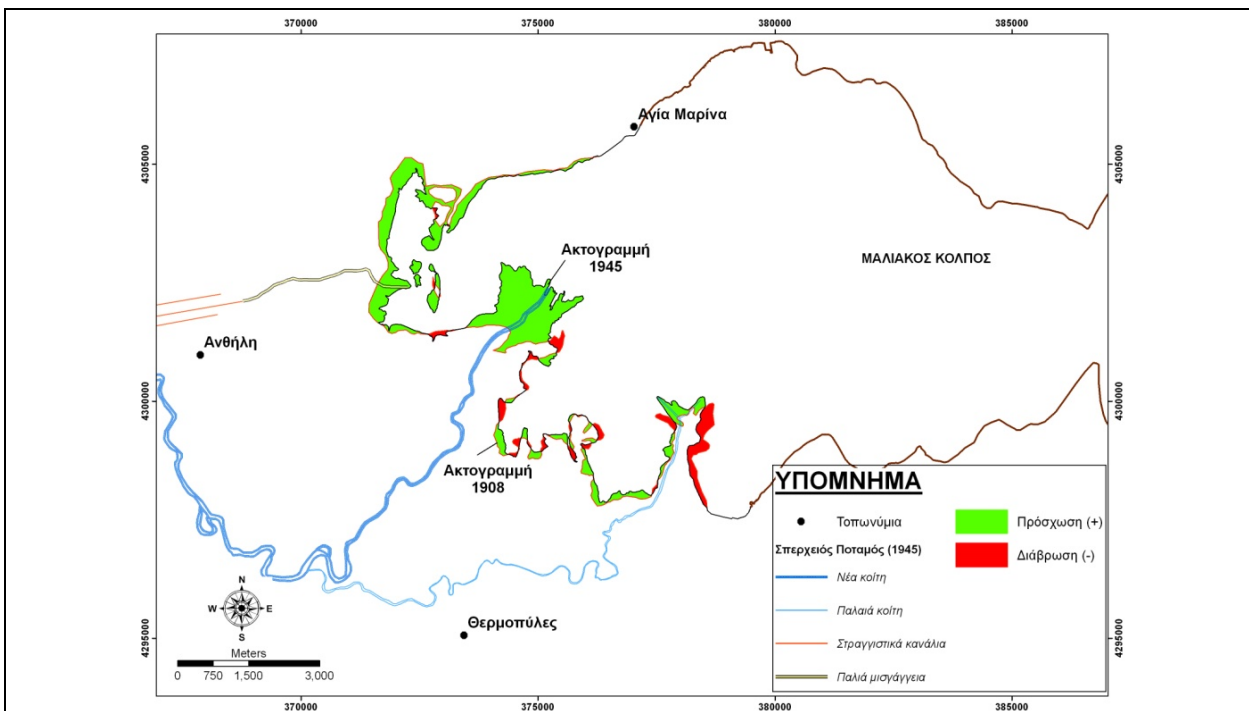 370000
375000
380000
385000
4305000
4305000
Αγία Μαρίνα
Ακτογραμμή
1945
ΜΑΛΙΑΚΟΣ ΚΟΛΠΟΣ
Ανθήλη
4300000
4300000
Ακτογραμμή
1908
ΥΠΟΜΝΗΜΑ
Τοπωνύμια
Πρόσχωση (+)
Σπερχειός Ποταμός (1945)
Διάβρωση (-)
Νέα κοίτη
Παλαιά κοίτη
Στραγγιστικά κανάλια
Παλιά μισγάγγεια
N
W
E
S
Θερμοπύλες
4295000
4295000
Meters
0 750 1,500 3,000
370000
375000
380000
385000